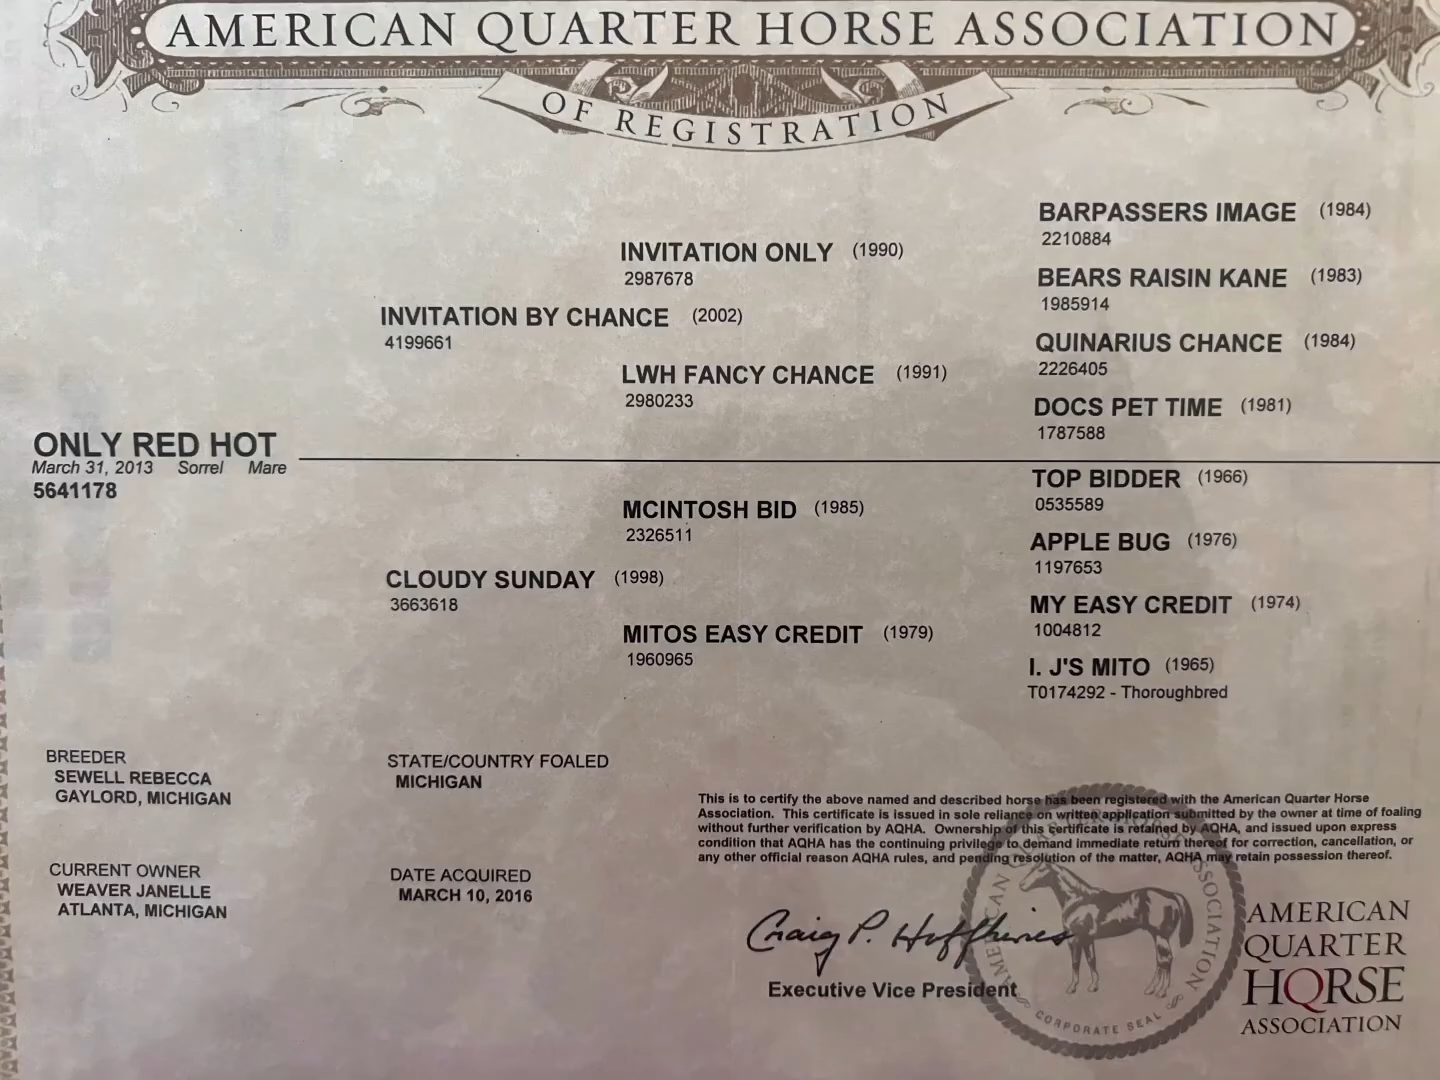 AMERICAN QUARTER HORSE ASSOCIATION
OF REGISTRATION
BARPASSERS IMAGE (1984)
2210884
INVITATION ONLY (1990)
2987678
BEARS RAISIN KANE (1983)
1985914
INVITATION BY CHANCE (2002)
4199661
QUINARIUS CHANCE (1984)
2226405
LWH FANCY CHANCE (1991)
2980233
DOCS PET TIME (1981)
1787588
ONLY RED HOT
March 31, 2013 Sorrel Mare
5641178
TOP BIDDER (1966)
0535589
MCINTOSH BID (1985)
2326511
APPLE BUG (1976)
1197653
CLOUDY SUNDAY (1998)
3663618
MY EASY CREDIT (1974)
1004812
MITOS EASY CREDIT (1979)
1960965
I. J'S MITO (1965)
T0174292 - Thoroughbred
BREEDER
SEWELL REBECCA
GAYLORD, MICHIGAN
STATE/COUNTRY FOALED
MICHIGAN
CURRENT OWNER
WEAVER JANELLE
ATLANTA, MICHIGAN
DATE ACQUIRED
MARCH 10, 2016
This is to certify the above named and described horse has been registered with the American Quarter Horse
Association. This certificate is issued in sole reliance on written application submitted by the owner at time of foaling
without further verification by AQHA. Ownership of this certificate is retained by AQHA, and issued upon express
condition that AQHA has the continuing privilege to demand immediate return thereof for correction, cancellation, or
any other official reason AQHA rules, and pending resolution of the matter, AQHA may retain possession thereof.
Craig P. Huffhines
Executive Vice President
AMERICAN QUARTER HORSE ASSOCIATION
CORPORATE SEAL
AMERICAN
QUARTER
HORSE
ASSOCIATION